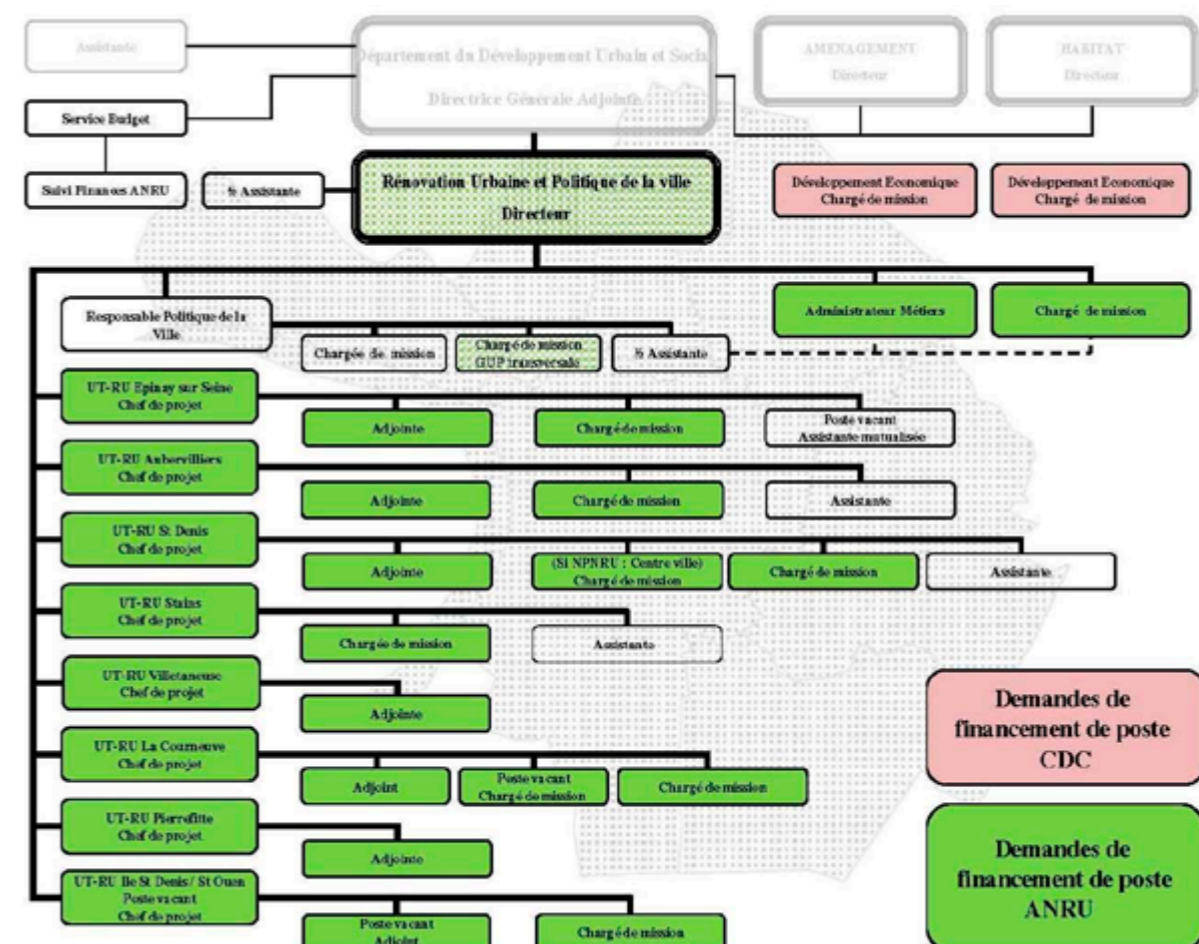 Assistante
Département du Développement Urbain et Socia
Directrice Générale Adjointe
AMENAGEMENT
Directeur
HABITAT
Directeur
Service Budget
Suivi Finances ANRU
½ Assistante
Rénovation Urbaine et Politique de la ville
Directeur
Développement Economique
Chargé de mission
Développement Economique
Chargé de mission
Responsable Politique de la
Ville
Chargée de mission
Chargé de mission
GUP transversale
½ Assistante
Administrateur Métiers
Chargé de mission
UT-RU Epinay sur Seine
Chef de projet
Adjointe
Chargé de mission
Poste vacant
Assistante mutualisée
UT-RU Aubervilliers
Chef de projet
Adjointe
Chargé de mission
Assistante
UT-RU St Denis
Chef de projet
Adjointe
(Si NPNRU : Centre ville)
Chargé de mission
Chargé de mission
Assistante
UT-RU Stains
Chef de projet
Chargée de mission
Assistante
UT-RU Villetaneuse
Chef de projet
Adjointe
UT-RU La Courneuve
Chef de projet
Adjoint
Poste vacant
Chargé de mission
Chargé de mission
UT-RU Pierrefitte
Chef de projet
Adjointe
UT-RU Ile St Denis / St Ouen
Poste vacant
Chef de projet
Poste vacant
Adjoint
Chargé de mission
Demandes de
financement de poste
CDC
Demandes de
financement de poste
ANRU